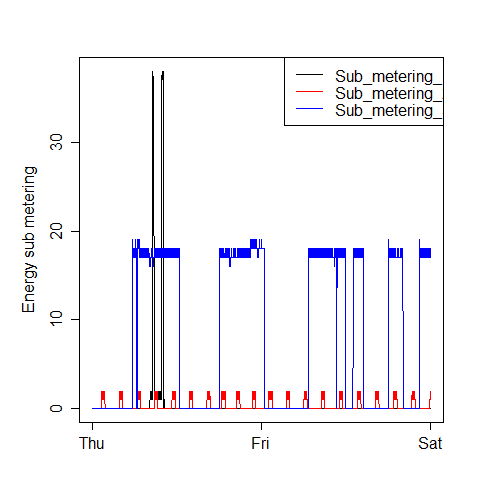 Sub_metering_
Sub_metering_
Sub_metering_
Energy sub metering
30
20
10
0
Thu Fri Sat